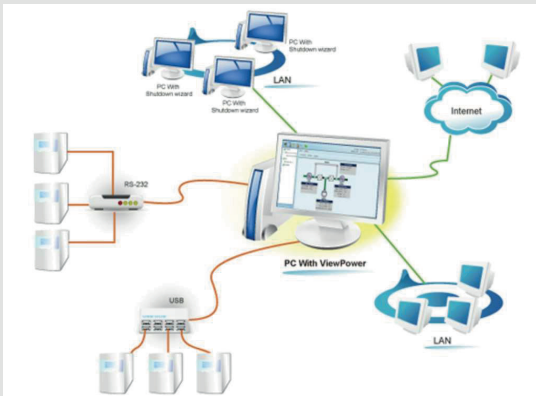 PC With
Shutdown wizard
PC With
Shutdown wizard
PC With
Shutdown wizard
LAN
Internet
RS-232
PC With ViewPower
USB
LAN